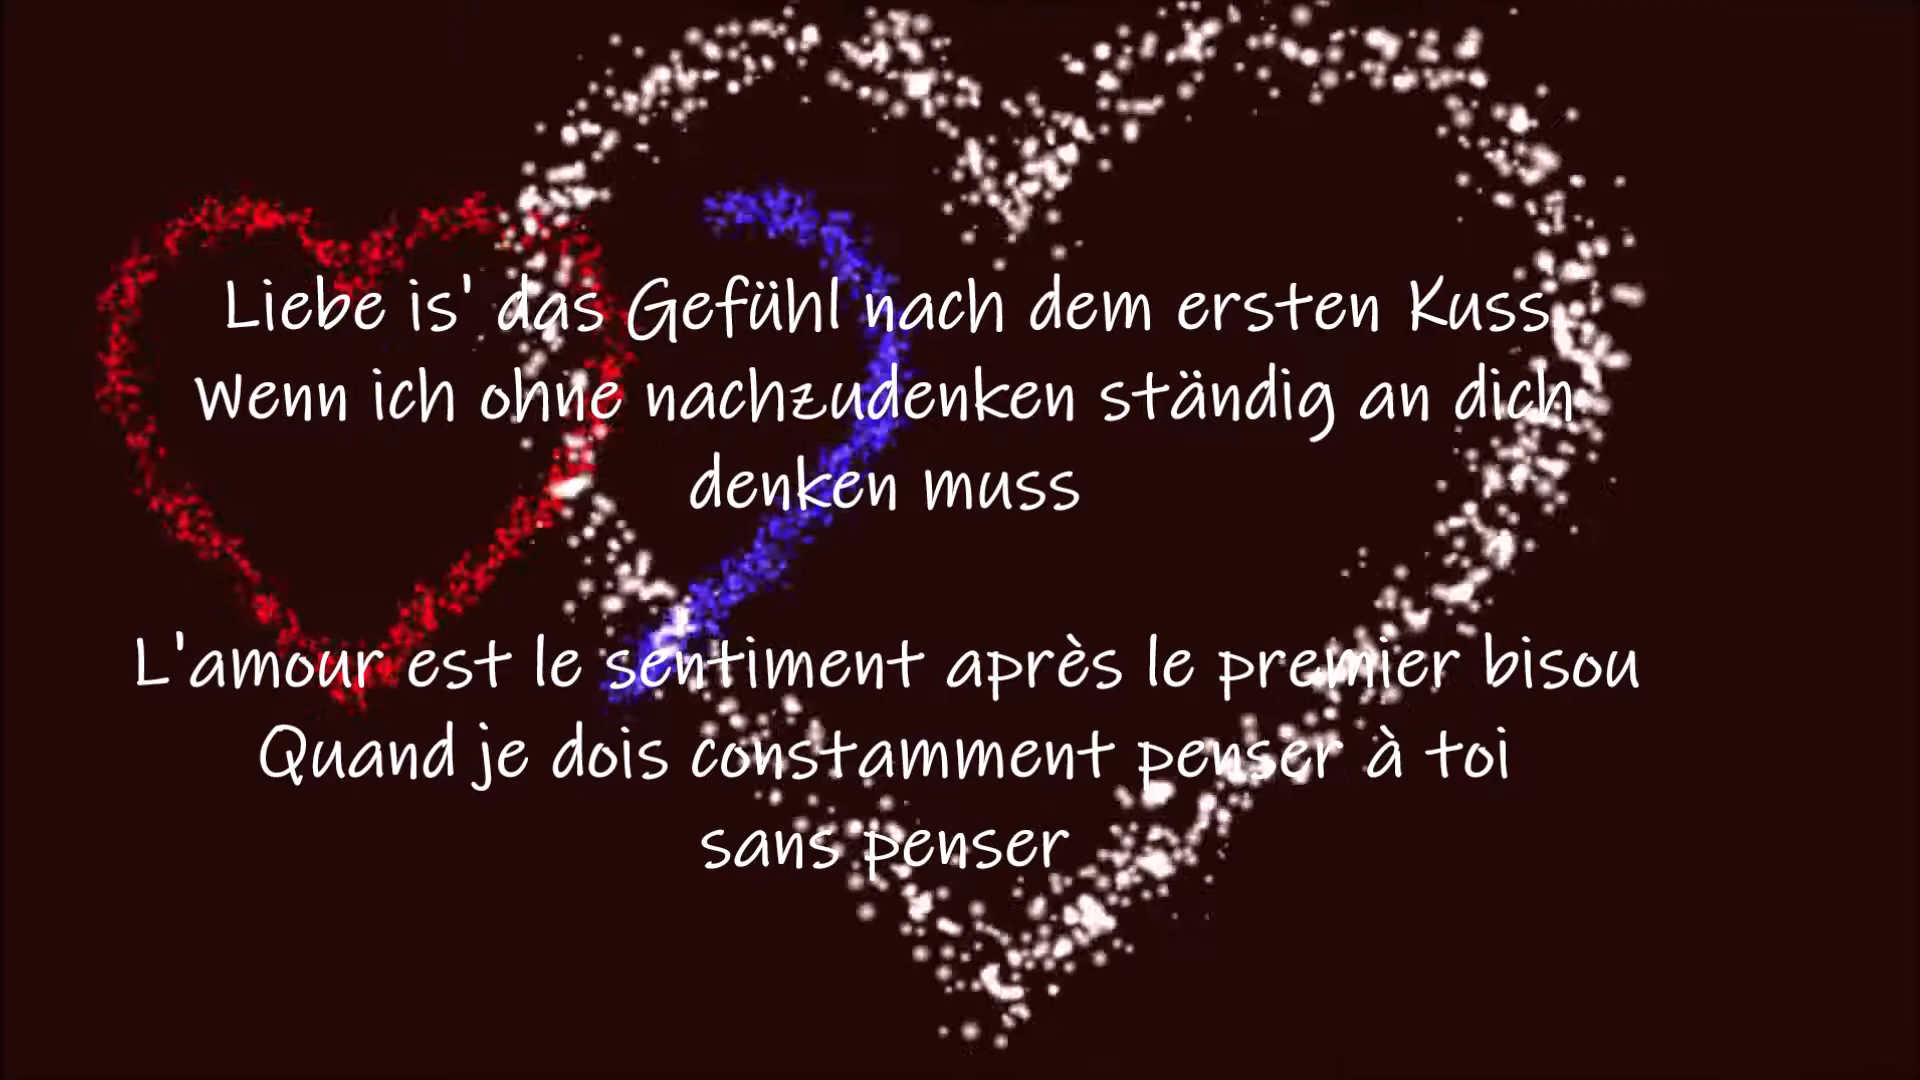 Liebe is' das Gefühl nach dem ersten Kuss
Wenn ich ohne nachzudenken ständig an dich
denken muss
L'amour est le sentiment après le premier bisou
Quand je dois constamment penser à toi
sans penser